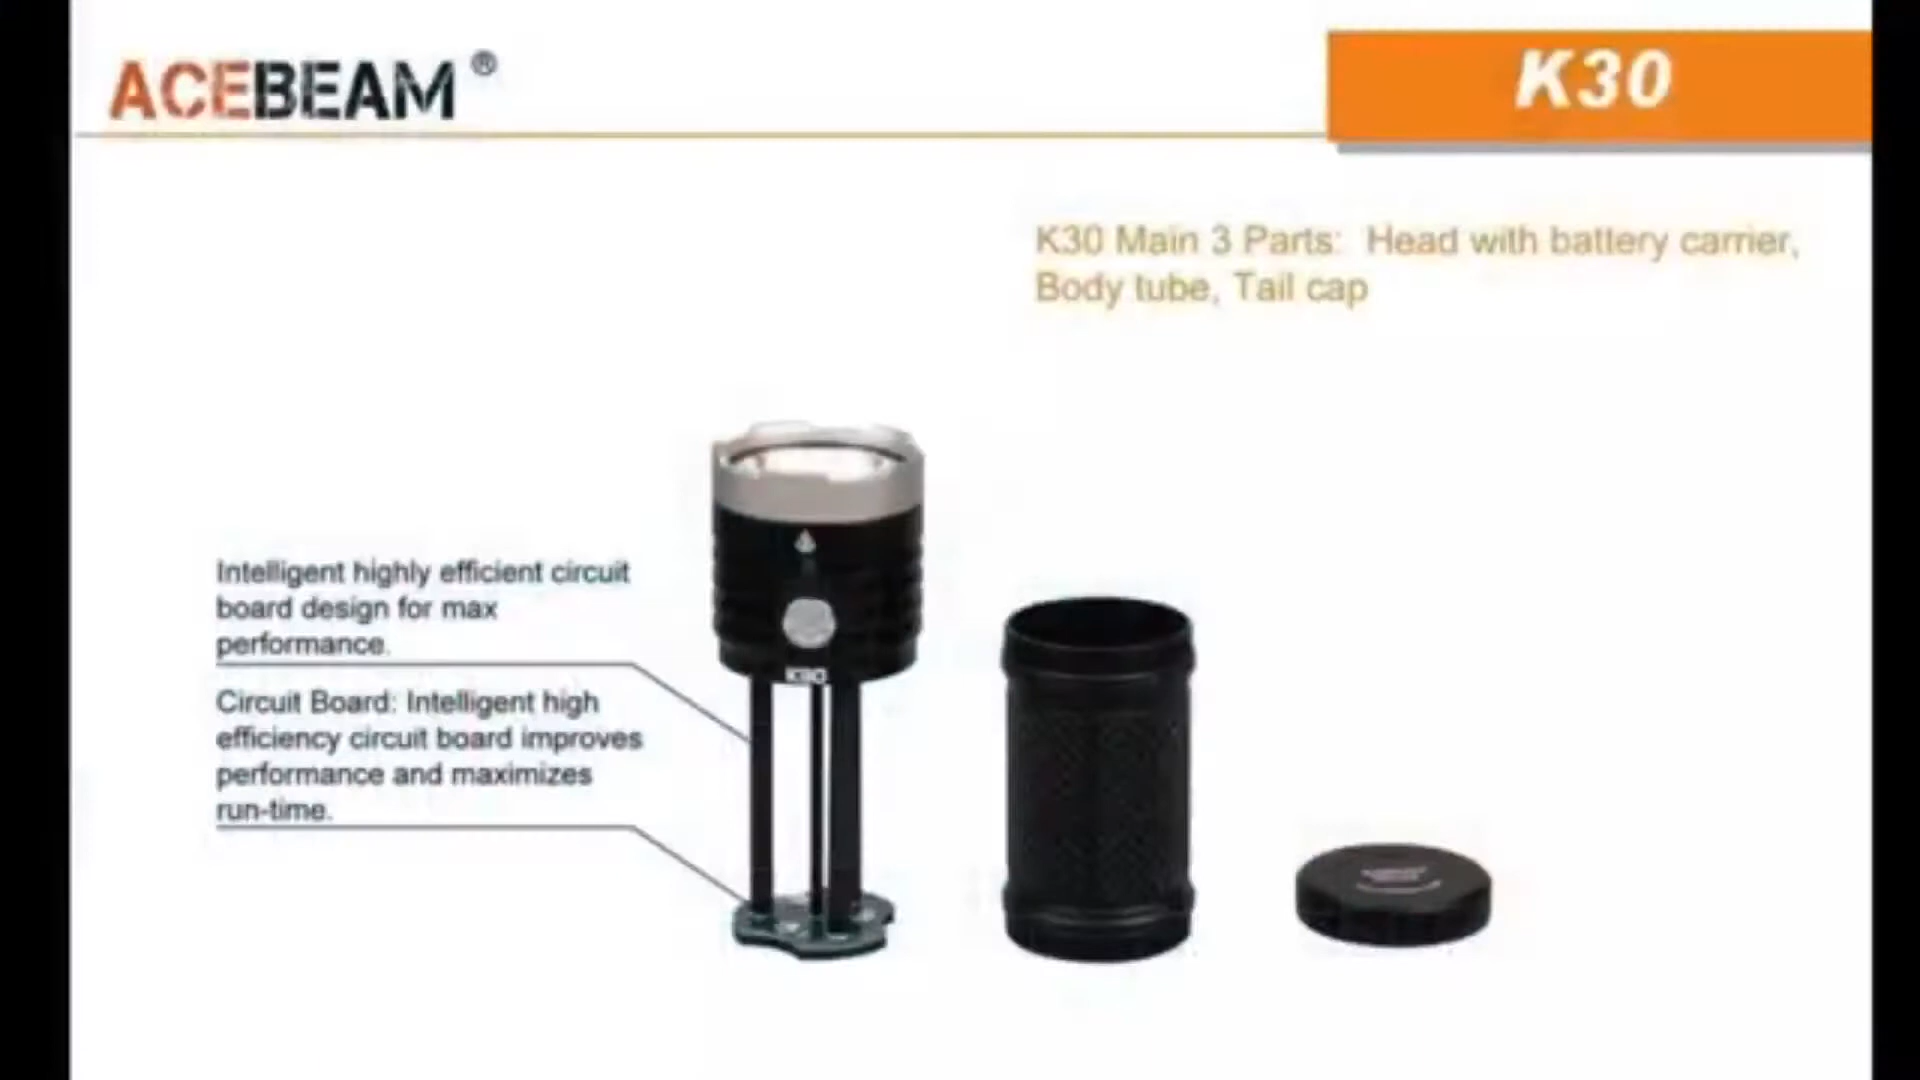 ACEBEAM®
K30
K30 Main 3 Parts: Head with battery carrier,
Body tube, Tail cap
Intelligent highly efficient circuit
board design for max
performance.
K30
Circuit Board: Intelligent high
efficiency circuit board improves
performance and maximizes
run-time.